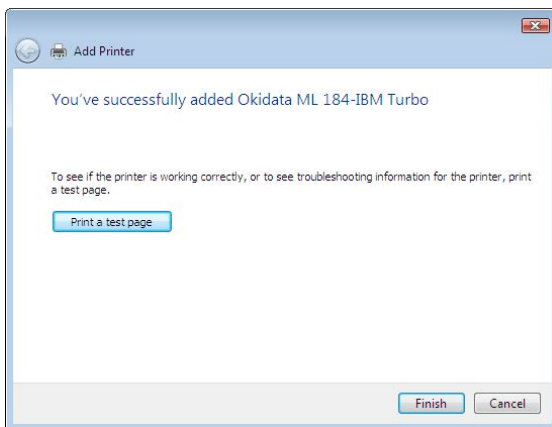 Add Printer
You've successfully added Okidata ML 184-IBM Turbo
To see if the printer is working correctly, or to see troubleshooting information for the printer, print
a test page.
Print a test page
Finish Cancel